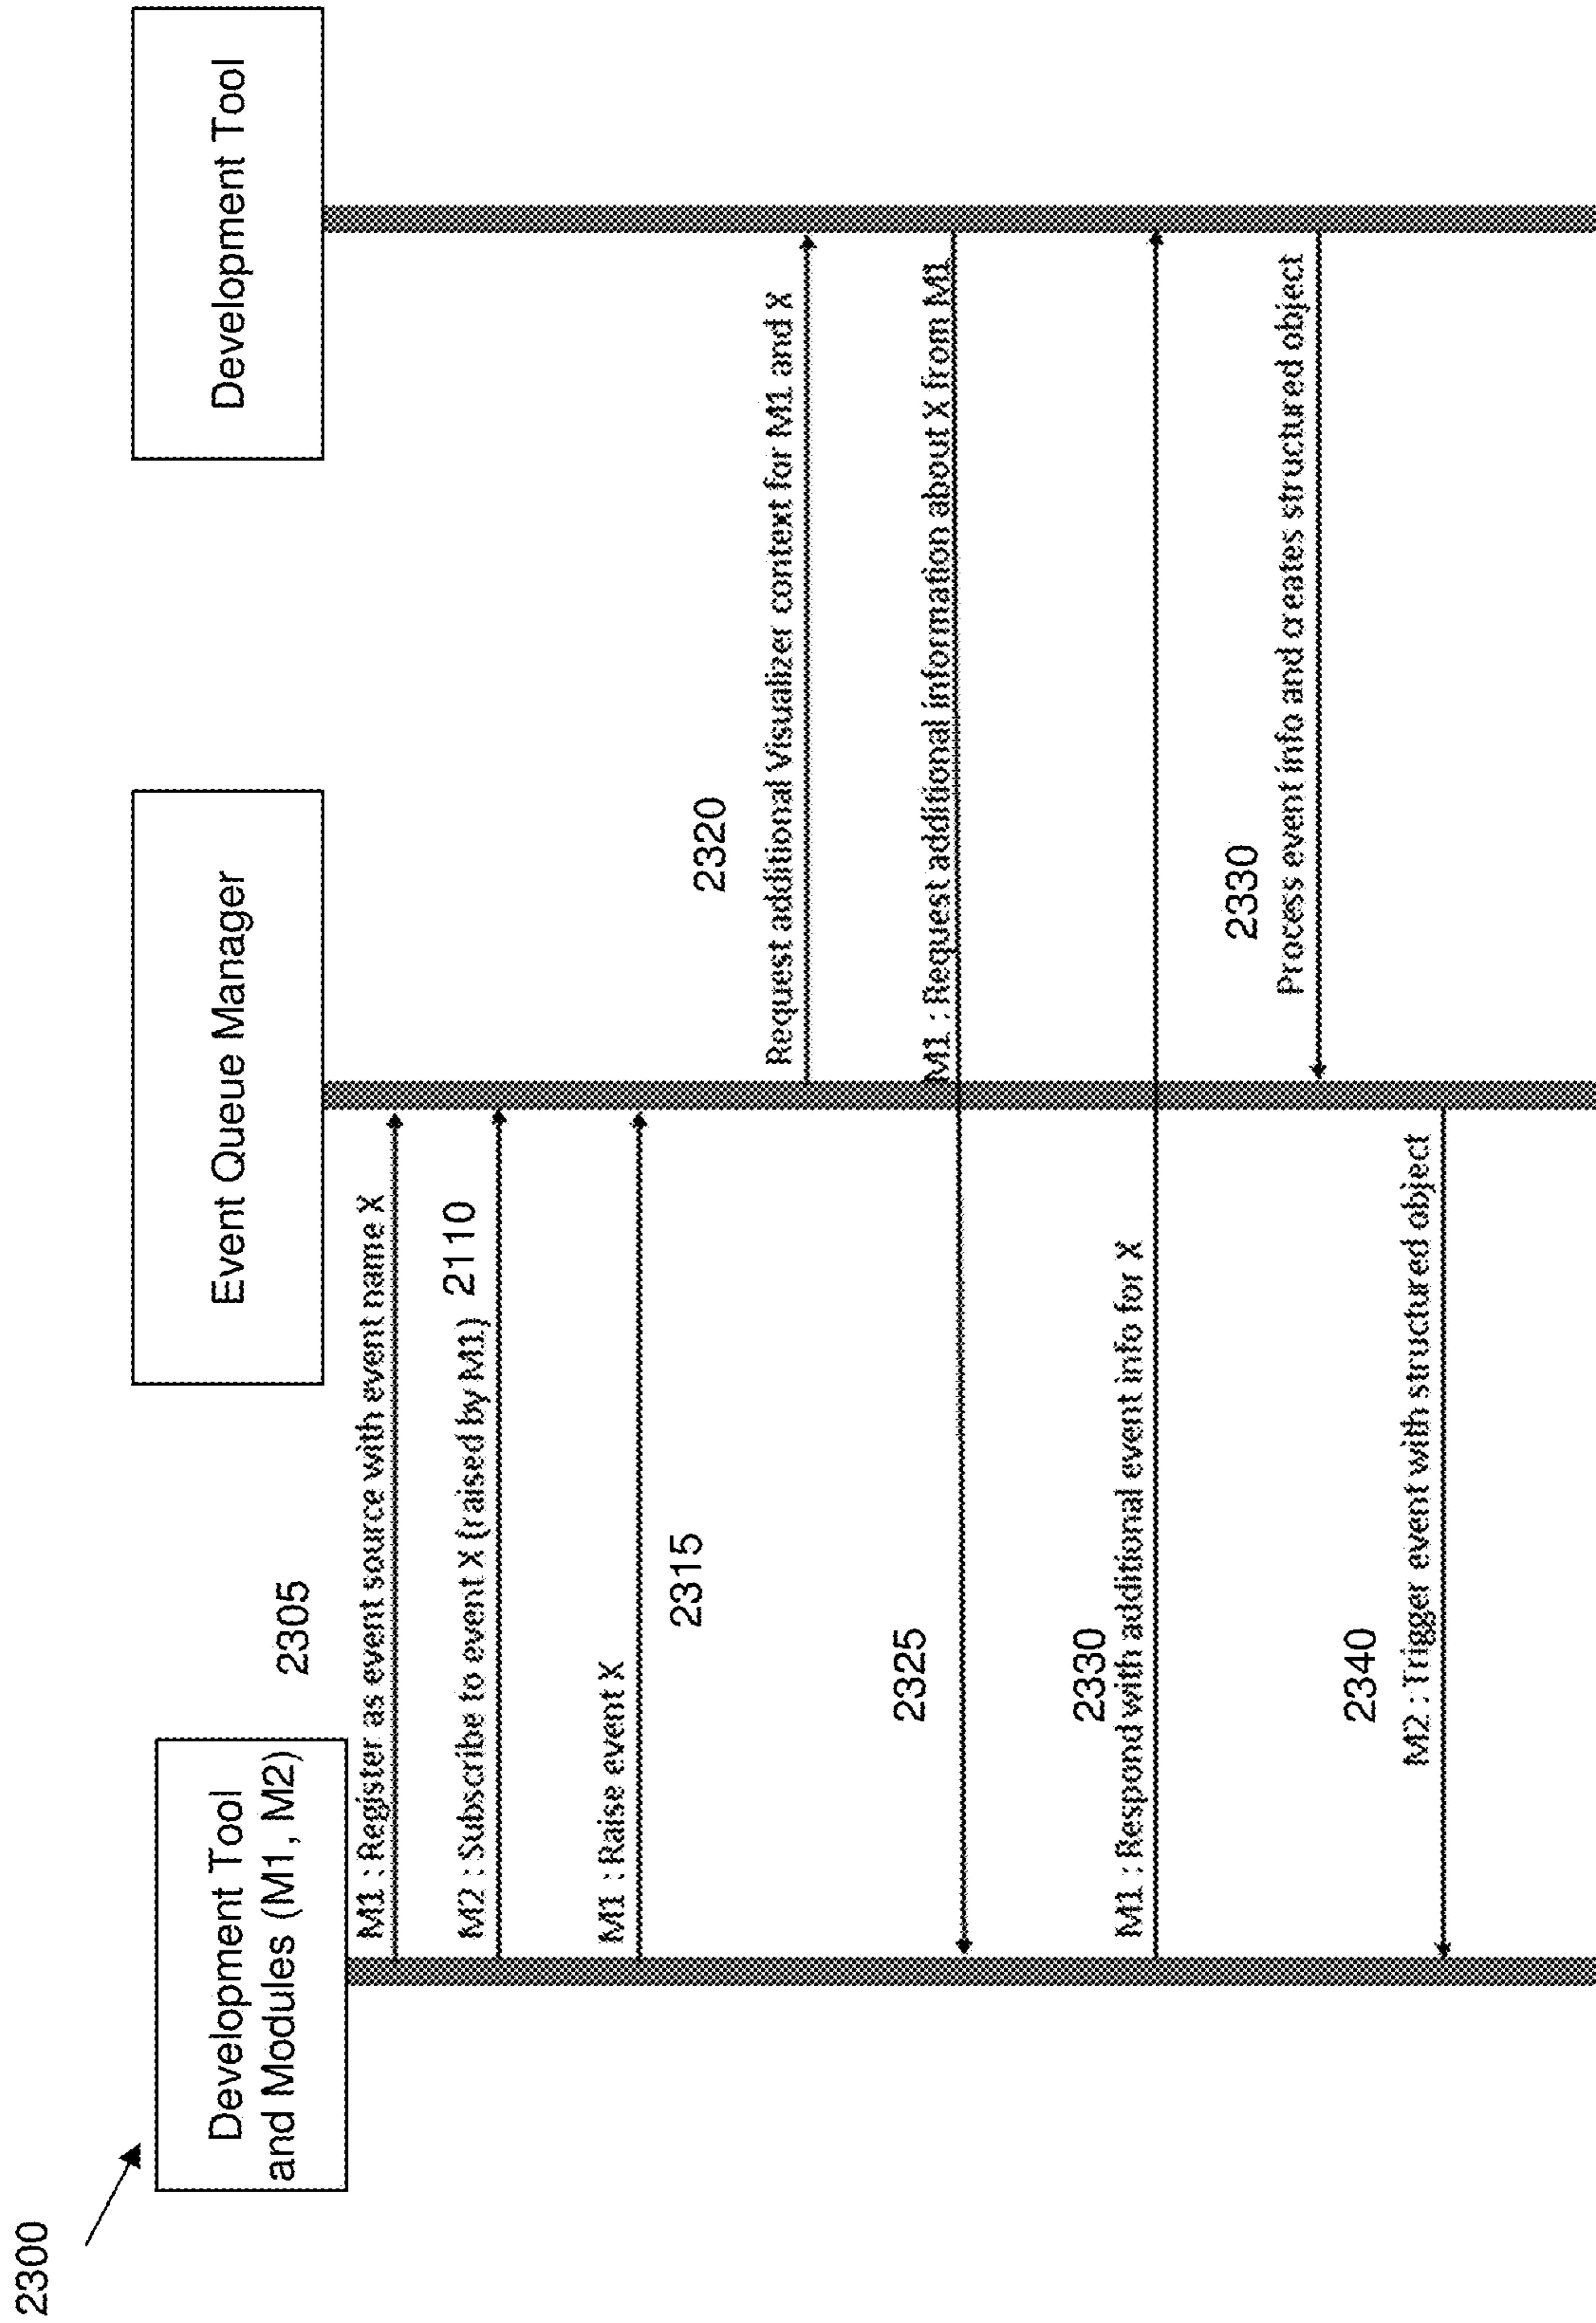 2300
Development Tool
and Modules (M1, M2)
Event Queue Manager
Development Tool
2305
M1 : Register as event source with event name X
M2 : Subscribe to event X (raised by M1) 2110
M1 : Raise event X
2315
2320
Request additional Visualizer context for M1 and X
M1 : Request additional information about X from M1
2325
2330
M1 : Respond with additional event info for X
2330
Process event info and creates structured object
2340
M2 : Trigger event with structured object